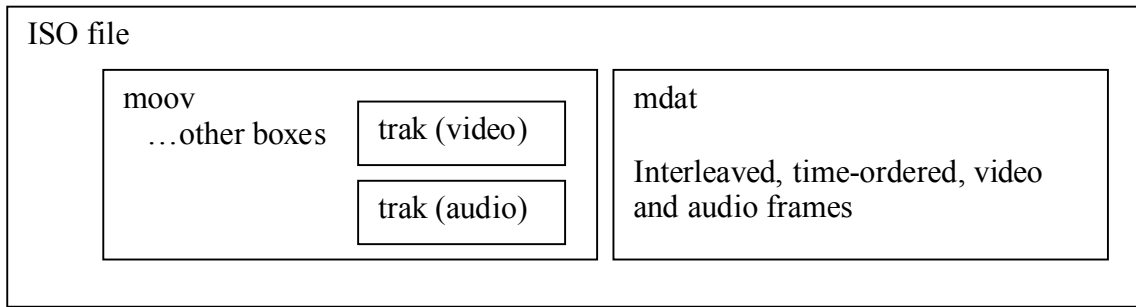 ISO file
moov
…other boxes
trak (video)
trak (audio)
mdat
Interleaved, time-ordered, video
and audio frames